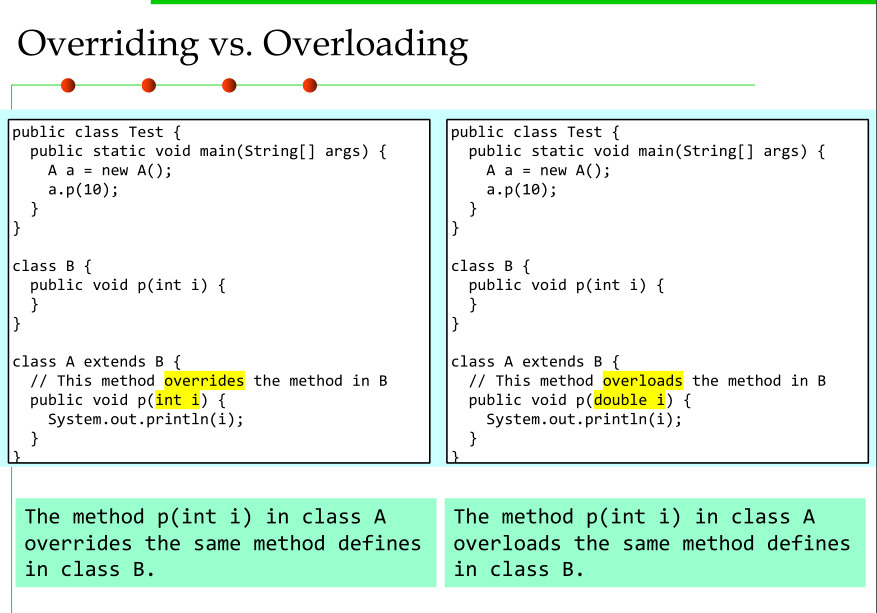 Overriding vs. Overloading
public class Test {
public static void main(String[] args) {
A a = new A();
a.p(10);
}
}
class B {
public void p(int i) {
}
}
class A extends B {
// This method overrides the method in B
public void p(int i) {
System.out.println(i);
}
}
public class Test {
public static void main(String[] args) {
A a = new A();
a.p(10);
}
}
class B {
public void p(int i) {
}
}
class A extends B {
// This method overloads the method in B
public void p(double i) {
System.out.println(i);
}
}
The method p(int i) in class A
overrides the same method defines
in class B.
The method p(int i) in class A
overloads the same method defines
in class B.